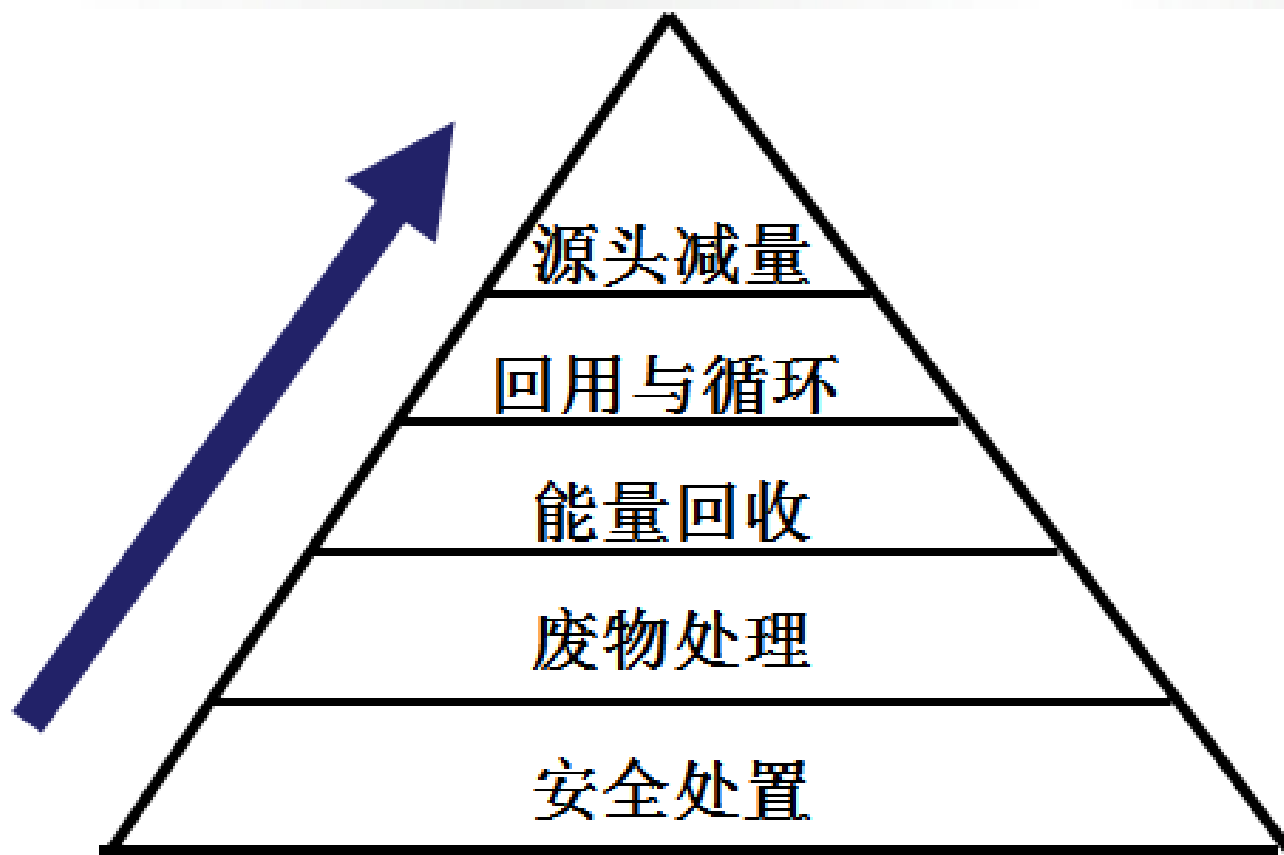 源头减量
回用与循环
能量回收
废物处理
安全处置